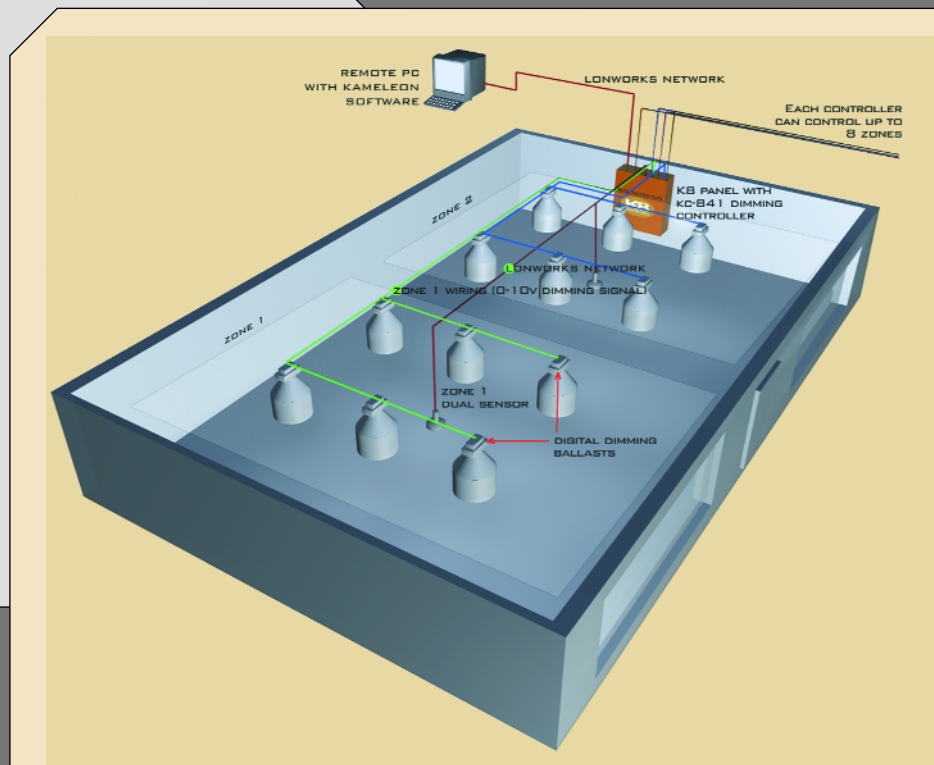 REMOTE PC
WITH KAMELEON
SOFTWARE
LONWORKS NETWORK
EACH CONTROLLER
CAN CONTROL UP TO
8 ZONES
K8 PANEL WITH
KC-841 DIMMING
CONTROLLER
K8
ZONE 2
LONWORKS NETWORK
ZONE 1 WIRING (0-10V DIMMING SIGNAL)
ZONE 1
ZONE 1
DUAL SENSOR
DIGITAL DIMMING
BALLASTS